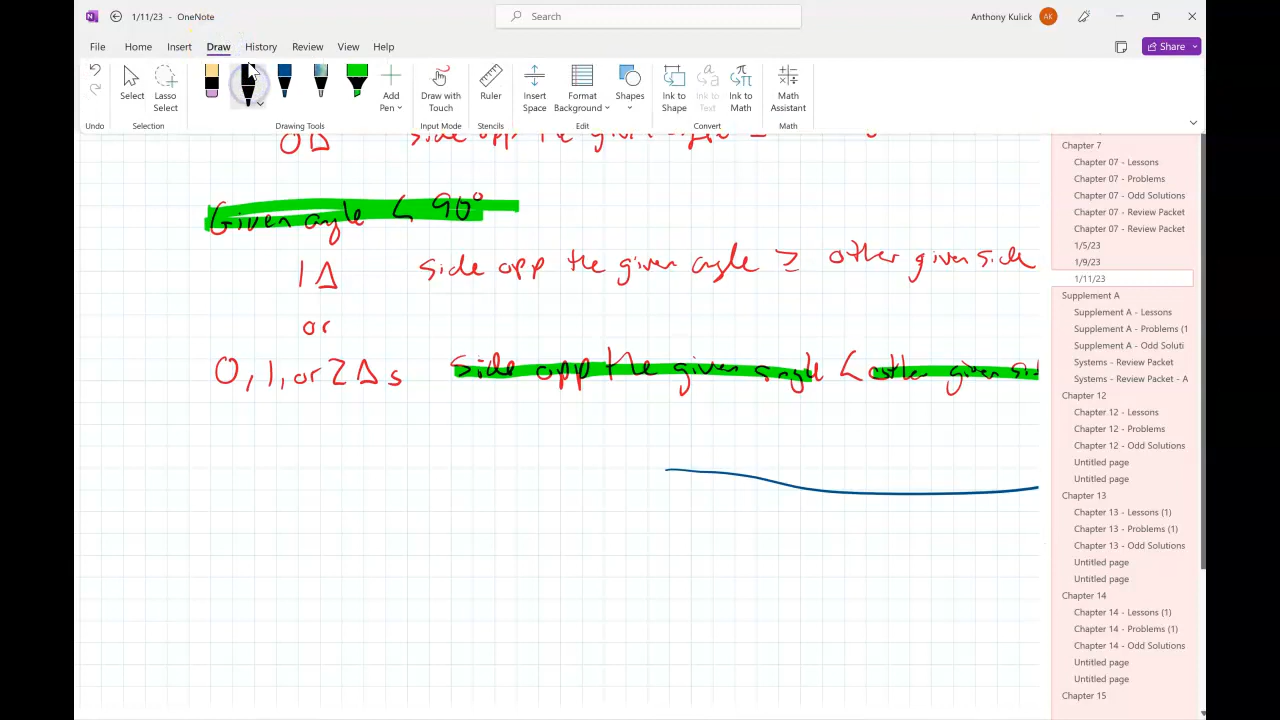 1/11/23 - OneNote
Search
Anthony Kulick
AK
File Home Insert Draw History Review View Help
Share
Select
Lasso Select
Add Pen
Draw with Touch
Ruler
Insert Space
Format Background
Shapes
Ink to Shape
Ink to Text
Ink to Math
Math Assistant
Undo
Selection
Drawing Tools
Input Mode
Stencils
Edit
Convert
Math
0Δ side opp the given angle ≤
Given angle < 90°
1Δ side opp the given angle ≥ other given side
or
0, 1, or 2 Δs side opp the given angle < other given sid
Chapter 7
Chapter 07 - Lessons
Chapter 07 - Problems
Chapter 07 - Odd Solutions
Chapter 07 - Review Packet
Chapter 07 - Review Packet
1/5/23
1/9/23
1/11/23
Supplement A
Supplement A - Lessons
Supplement A - Problems (1
Supplement A - Odd Soluti
Systems - Review Packet
Systems - Review Packet - A
Chapter 12
Chapter 12 - Lessons
Chapter 12 - Problems
Chapter 12 - Odd Solutions
Untitled page
Untitled page
Chapter 13
Chapter 13 - Lessons (1)
Chapter 13 - Problems (1)
Chapter 13 - Odd Solutions
Untitled page
Untitled page
Chapter 14
Chapter 14 - Lessons (1)
Chapter 14 - Problems (1)
Chapter 14 - Odd Solutions
Untitled page
Untitled page
Chapter 15